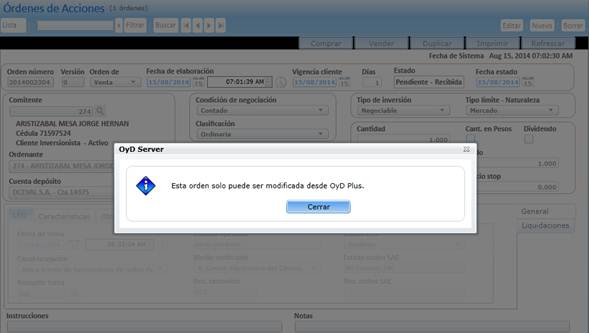 Órdenes de Acciones [1 órdenes]
Lista
Filtrar
Buscar
Editar
Nuevo
Borrar
Comprar
Vender
Duplicar
Imprimir
Refrescar
Fecha de Sistema Aug 15, 2014 07:02:30 AM
Orden número Versión Orden de Fecha de elaboración Vigencia cliente Días Estado Fecha estado
2014002304 0 Venta 15/08/2014 07:01:39 AM 15/08/2014 1 Pendiente - Recibida 15/08/2014
Comitente Condición de negociación Tipo de inversión Tipo límite - Naturaleza
274 Contado Negociable Mercado
ARISTIZABAL MESA JORGE HERNAN Clasificación Cantidad Cant. en Pesos Dividendo
Cédula 71597524 Ordinaria 1.000
Cliente Inversionista - Activo
Ordenante
274 - ARISTIZABAL MESA JORGE 1.000
Cuenta depósito stop
DCEVAL S.A. - Cta 14975 0.000
OyD Server
Esta orden solo puede ser modificada desde OyD Plus.
Cerrar
LEO Características
General
Liquidaciones
Instrucciones Notas